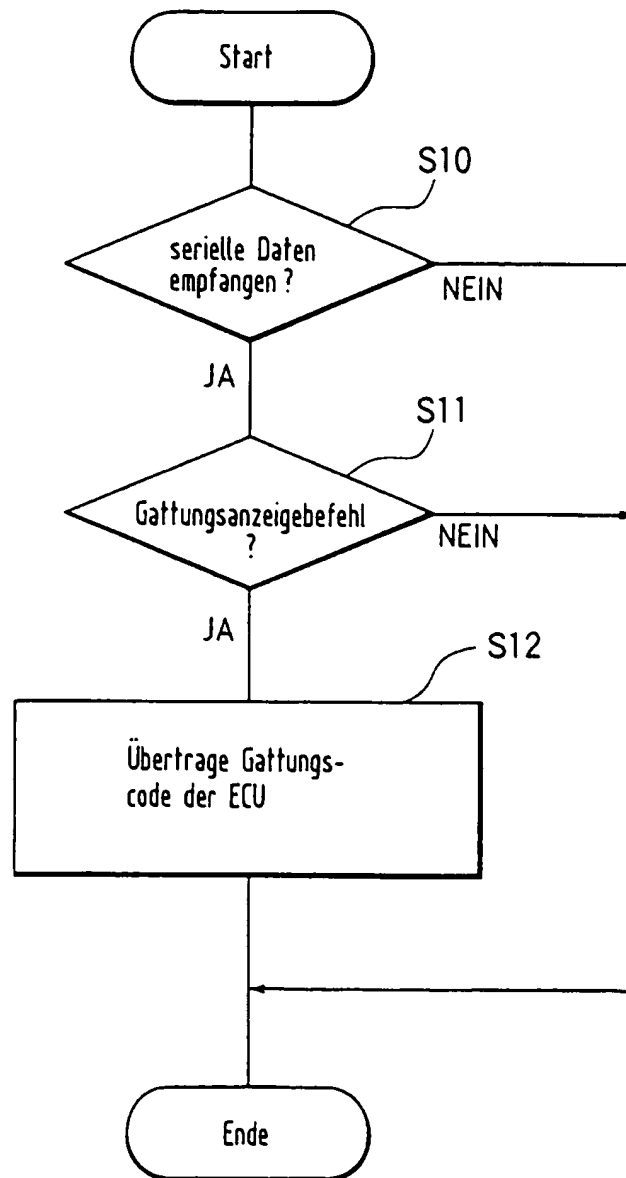 Start
S10
serielle Daten
empfangen ?
NEIN
JA
S11
Gattungsanzeigebefehl
?
NEIN
JA
S12
Übertrage Gattungs-
code der ECU
Ende